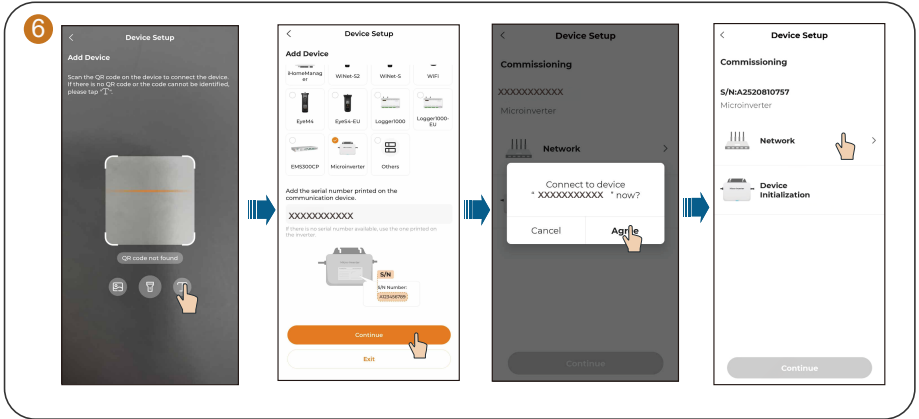 6
Device Setup
Add Device
Scan the QR code on the device to connect the device.
If there is no QR code or the code cannot be identified,
please tap "T".
QR code not found
Device Setup
Add Device
iHomeManag
er
WiNet-S2
WiNet-S
WiFi
EyeM4
EyeS4-EU
Logger1000
Logger1000-
EU
EMS300CP
Microinverter
Others
Add the serial number printed on the
communication device.
XXXXXXXXXXX
If there is no serial number available, use the one printed on
the inverter.
S/N
S/N Number:
A123456789
Continue
Exit
Device Setup
Commissioning
XXXXXXXXXXX
Microinverter
Network
Connect to device
" XXXXXXXXXXX " now?
Cancel
Agree
Continue
Device Setup
Commissioning
S/N:A2520810757
Microinverter
Network
Device
Initialization
Continue